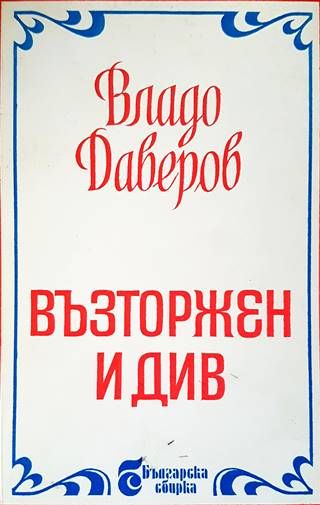 Владо
Даверов
ВЪЗТОРЖЕН
И ДИВ
Българска
сбирка